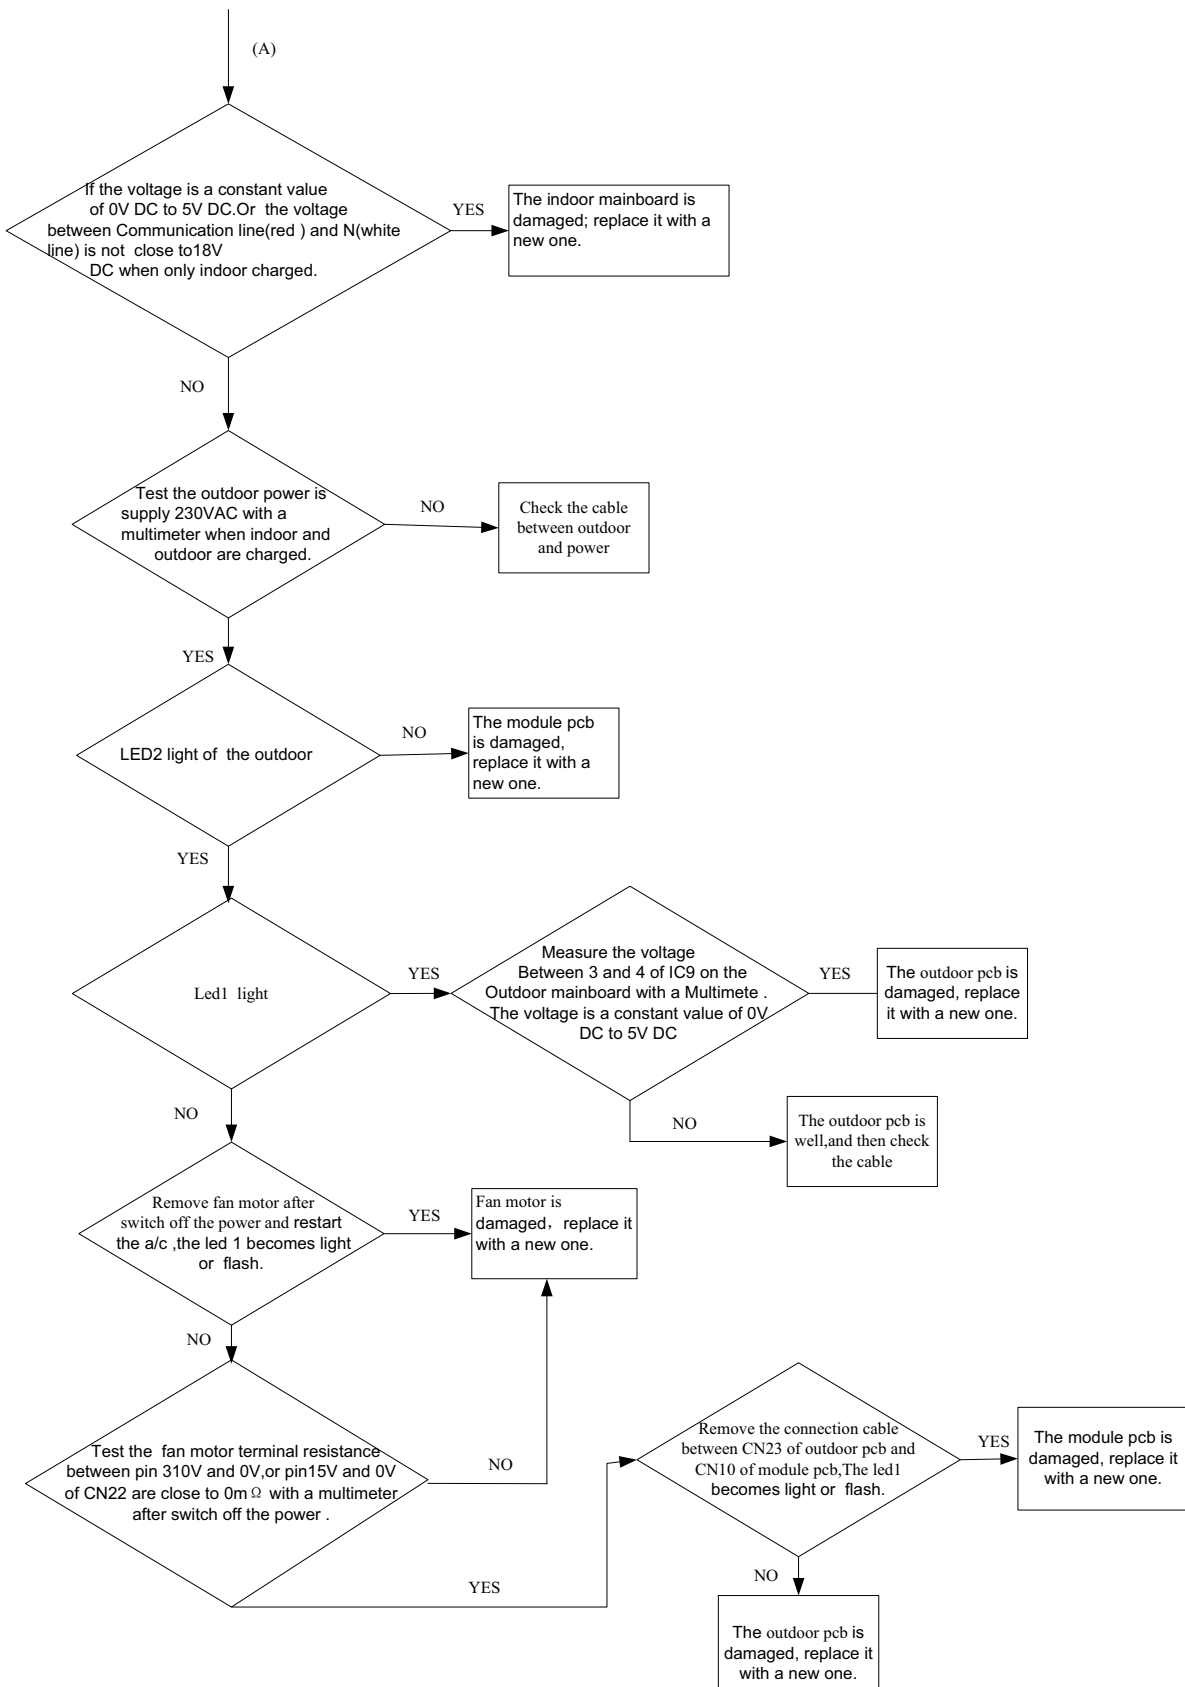 (A)
If the voltage is a constant value
of 0V DC to 5V DC.Or the voltage
between Communication line(red ) and N(white
line) is not close to18V
DC when only indoor charged.
YES
The indoor mainboard is
damaged; replace it with a
new one.
NO
Test the outdoor power is
supply 230VAC with a
multimeter when indoor and
outdoor are charged.
NO
Check the cable
between outdoor
and power
YES
LED2 light of the outdoor
NO
The module pcb
is damaged,
replace it with a
new one.
YES
Led1 light
YES
Measure the voltage
Between 3 and 4 of IC9 on the
Outdoor mainboard with a Multimete .
The voltage is a constant value of 0V
DC to 5V DC
YES
The outdoor pcb is
damaged, replace
it with a new one.
NO
The outdoor pcb is
well,and then check
the cable
NO
Remove fan motor after
switch off the power and restart
the a/c ,the led 1 becomes light
or flash.
YES
Fan motor is
damaged，replace it
with a new one.
NO
Test the fan motor terminal resistance
between pin 310V and 0V,or pin15V and 0V
of CN22 are close to 0mΩ with a multimeter
after switch off the power .
NO
YES
Remove the connection cable
between CN23 of outdoor pcb and
CN10 of module pcb,The led1
becomes light or flash.
YES
The module pcb is
damaged, replace it
with a new one.
NO
The outdoor pcb is
damaged, replace it
with a new one.